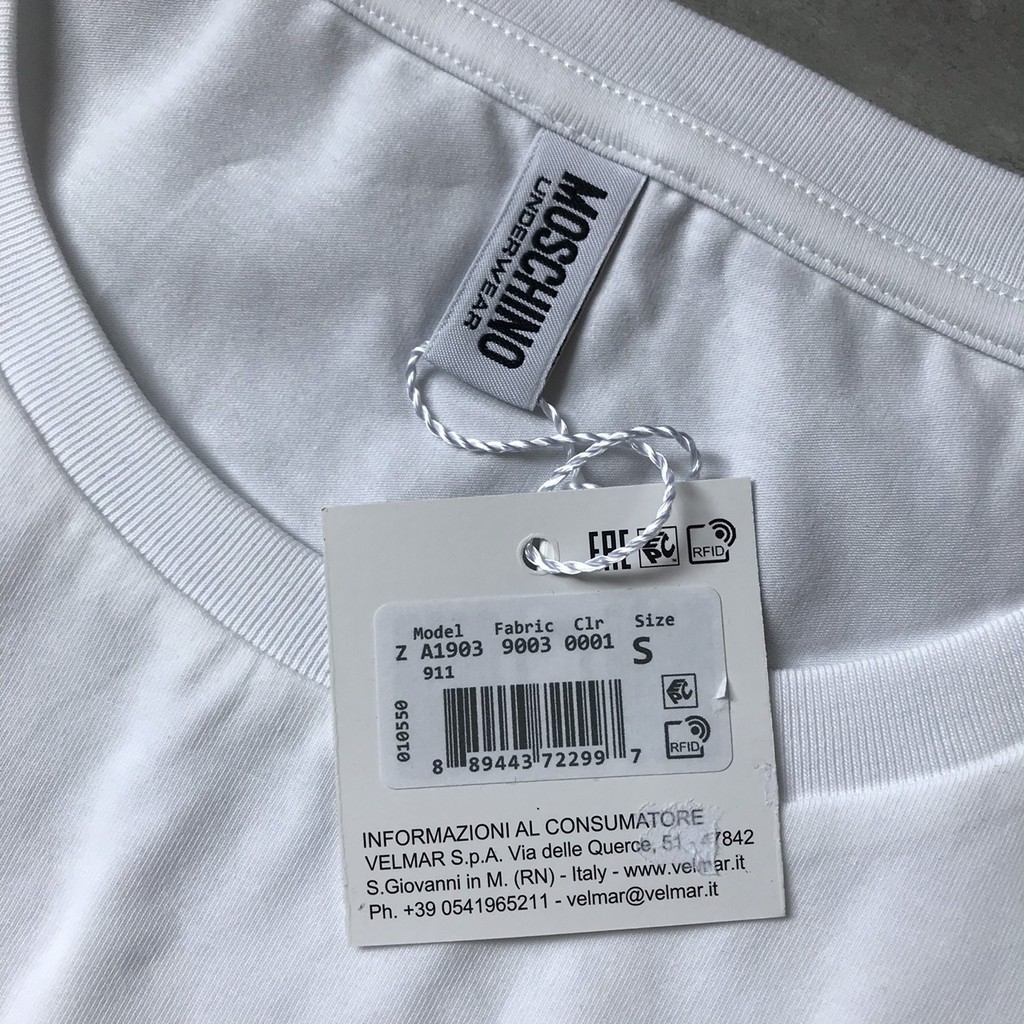 MOSCHINO
UNDERWEAR
EAC EPC RFID
Model Fabric Clr Size
Z A1903 9003 0001 S
911
EPC
010550
RFID
8 89443 72299 7
INFORMAZIONI AL CONSUMATORE
VELMAR S.p.A. Via delle Querce, 51 47842
S.Giovanni in M. (RN) - Italy - www.velmar.it
Ph. +39 0541965211 - velmar@velmar.it